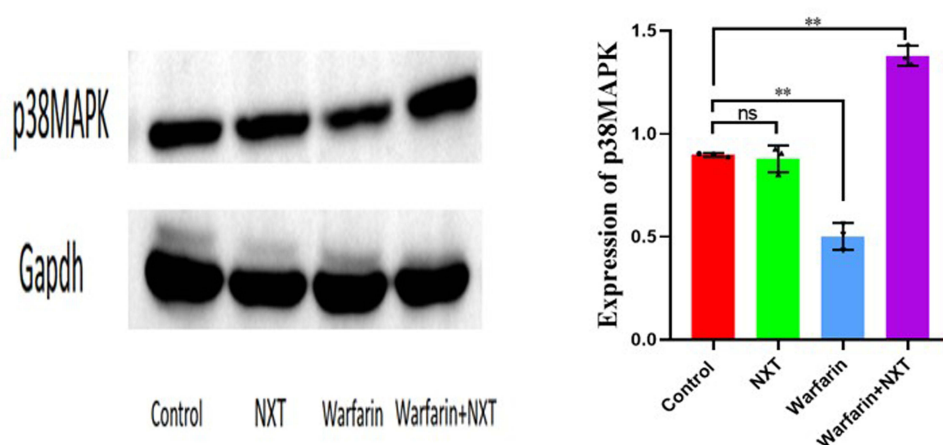 p38MAPK
Gapdh
Control NXT Warfarin Warfarin+NXT
Expression of p38MAPK
1.5
1.0
0.5
0.0
**
**
ns
Control
NXT
Warfarin
Warfarin+NXT